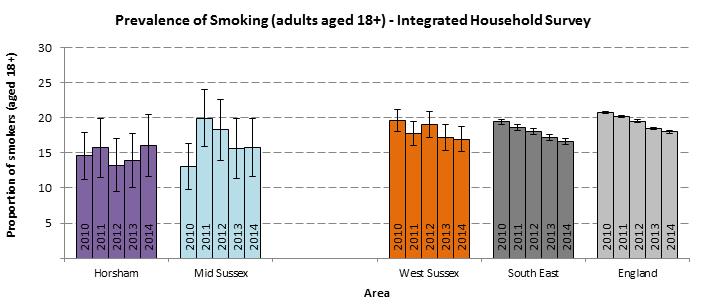 Prevalence of Smoking (adults aged 18+) - Integrated Household Survey
Proportion of smokers (aged 18+)
30
25
20
15
10
5
2010 2011 2012 2013 2014
2010 2011 2012 2013 2014
2010 2011 2012 2013 2014
2010 2011 2012 2013 2014
2010 2011 2012 2013 2014
Horsham Mid Sussex West Sussex South East England
Area